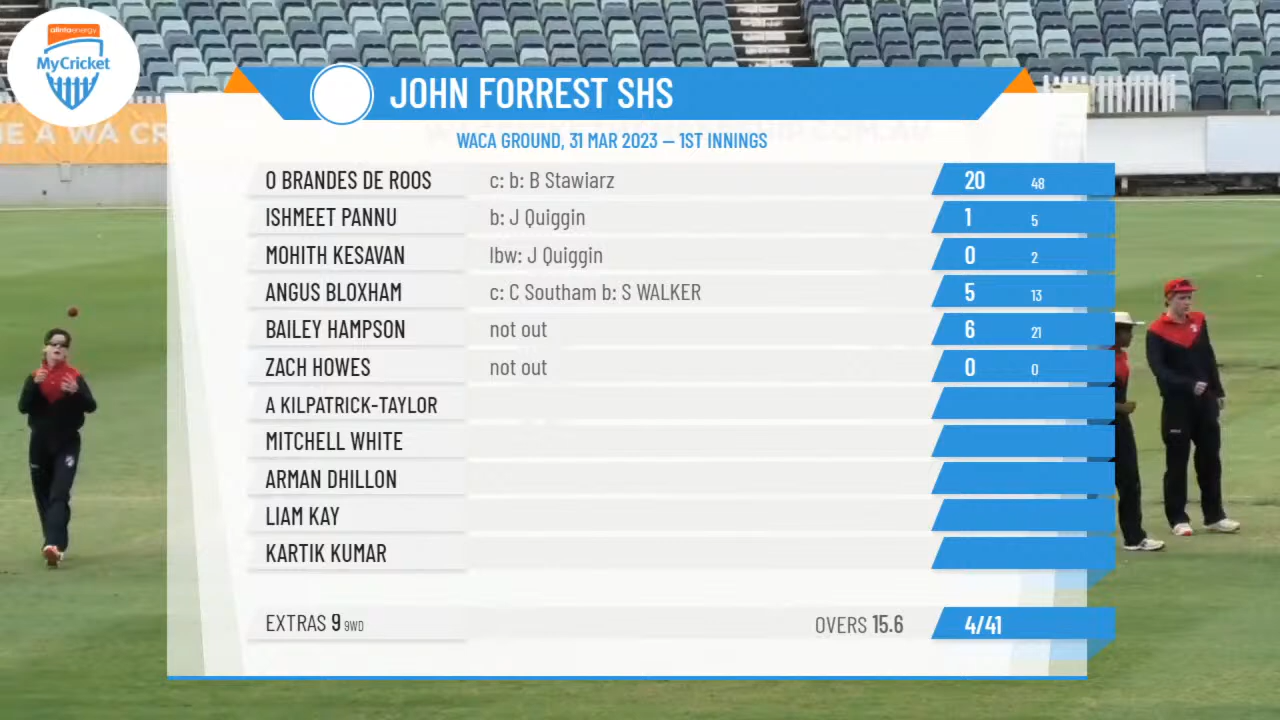 alintaenergy
MyCricket
JOHN FORREST SHS
WACA GROUND, 31 MAR 2023 – 1ST INNINGS
O BRANDES DE ROOS c: b: B Stawiarz 20 48
ISHMEET PANNU b: J Quiggin 1 5
MOHITH KESAVAN lbw: J Quiggin 0 2
ANGUS BLOXHAM c: C Southam b: S WALKER 5 13
BAILEY HAMPSON not out 6 21
ZACH HOWES not out 0 0
A KILPATRICK-TAYLOR
MITCHELL WHITE
ARMAN DHILLON
LIAM KAY
KARTIK KUMAR
EXTRAS 9 9WD OVERS 15.6 4/41